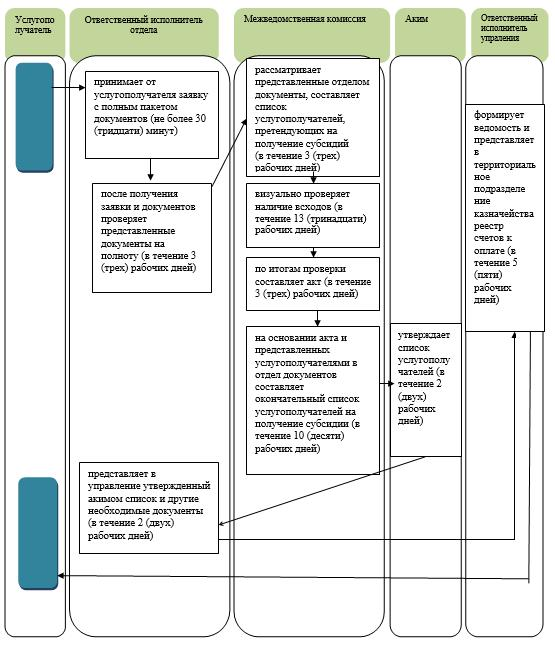 Услугопо
лучатель
Ответственный исполнитель
отдела
Межведомственная комиссия
Аким
Ответственный
исполнитель
упраления
принимает от
услугополучателя заявку
с полным пакетом
документов (не более 30
(тридцати) минут)
после получения
заявки и документов
проверяет
представленные
документы на
полноту (в течение 3
(трех) рабочих дней)
рассматривает
представленные отделом
документы, составляет
список
услугополучателей,
претендующих на
получение субсидий
(в течение 3 (трех)
рабочих дней)
визуально проверяет
наличие всходов (в
течение 13 (тринадцати)
рабочих дней)
по итогам проверки
составляет акт (в течение
3 (трех) рабочих дней)
на основании акта и
представленных
услугополучателями в
отдел документов
составляет
окончательный список
услугополучателей на
получение субсидии (в
течение 10 (десяти)
рабочих дней)
утверждает
список
услугополу
чателей (в
течение 2
(двух)
рабочих
дней)
представляет в
управление утвержденный
акимом список и другие
необходимые документы
(в течение 2 (двух)
рабочих дней)
формирует
ведомость и
представляет
в
территориаль
ное
подразделе
ние
казначейства
реестр
счетов к
оплате (в
течение 5
(пяти)
рабочих
дней)